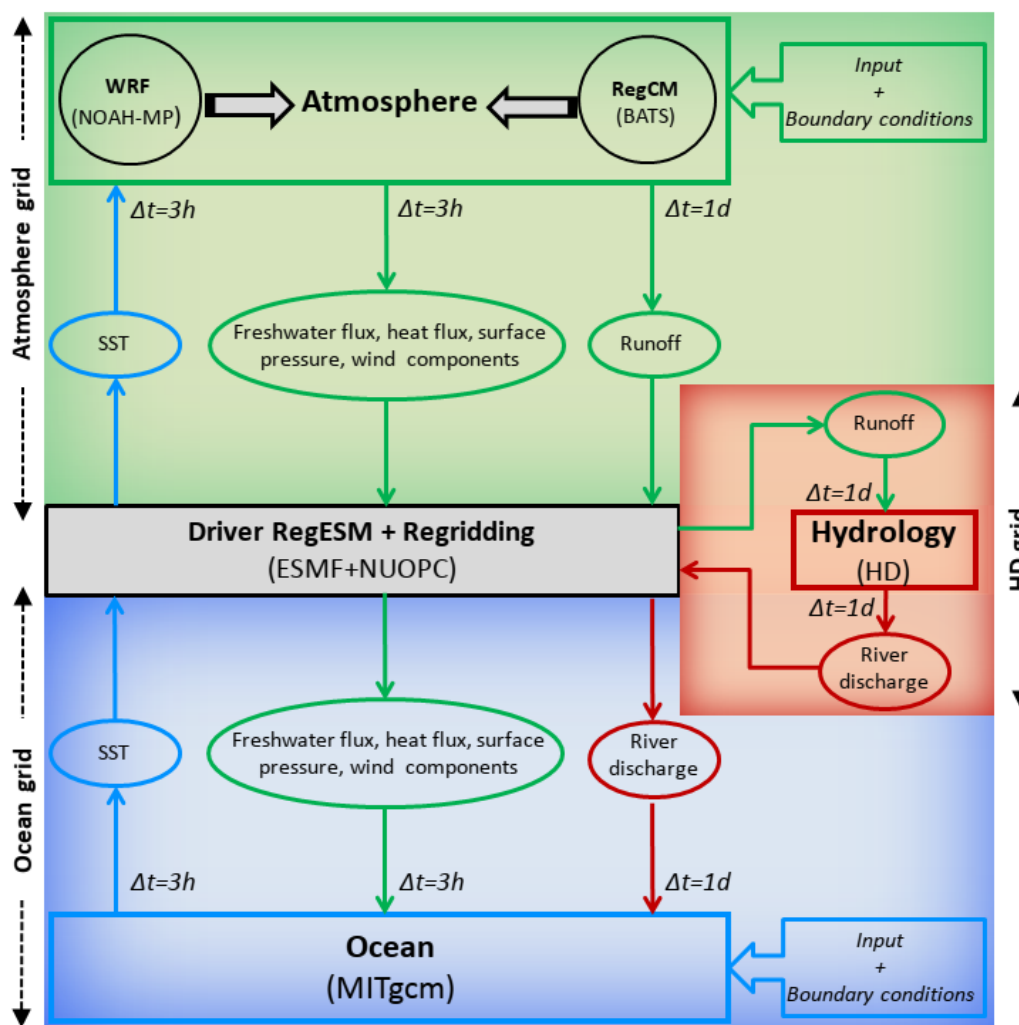 WRF
(NOAH-MP)
Atmosphere
RegCM
(BATS)
Input
+
Boundary conditions
Δt=3h
Δt=3h
Δt=1d
Atmosphere grid
SST
Freshwater flux, heat flux, surface
pressure, wind components
Runoff
Runoff
Δt=1d
Driver RegESM + Regridding
(ESMF+NUOPC)
Hydrology
(HD)
HD grid
Δt=1d
River
discharge
Ocean grid
SST
Freshwater flux, heat flux, surface
pressure, wind components
River
discharge
Δt=3h
Δt=3h
Δt=1d
Ocean
(MITgcm)
Input
+
Boundary conditions